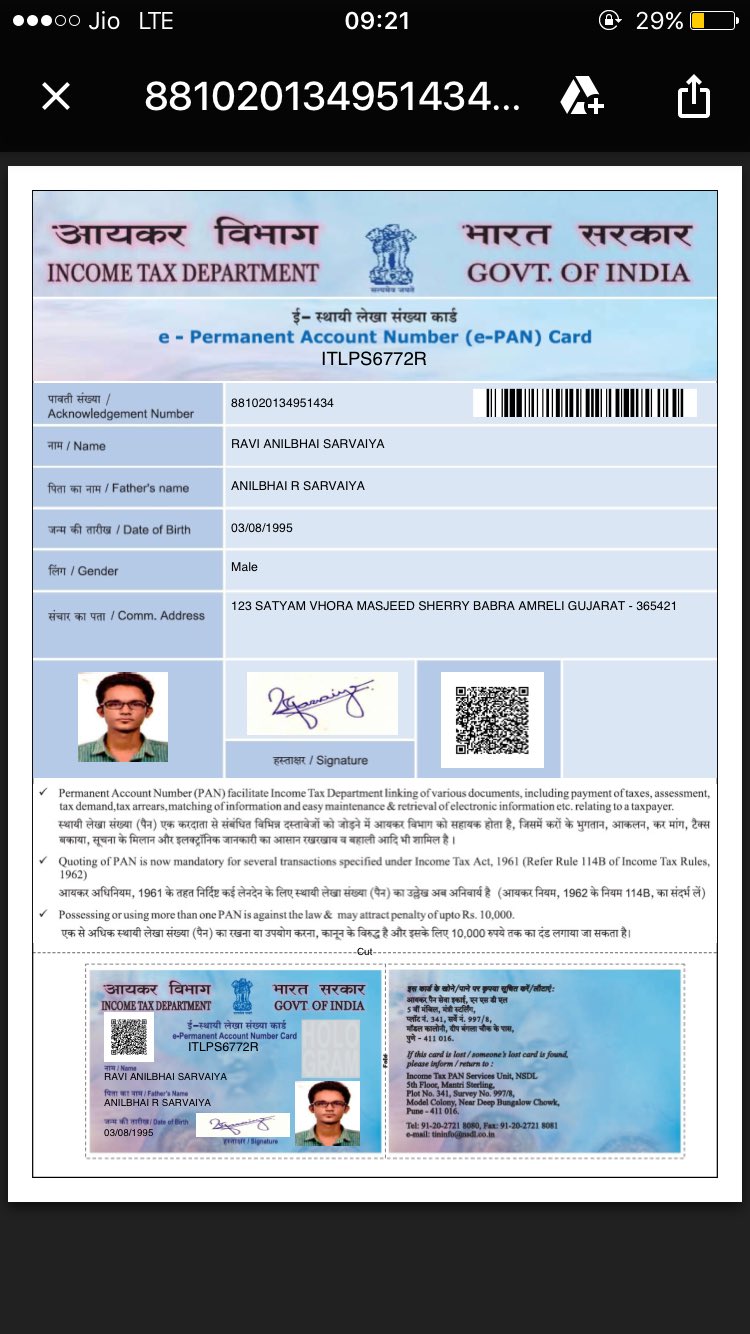 Jio LTE 09:21 29%
881020134951434...
आयकर विभाग भारत सरकार
INCOME TAX DEPARTMENT GOVT. OF INDIA
सत्यमेव जयते
ई- स्थायी लेखा संख्या कार्ड
e - Permanent Account Number (e-PAN) Card
ITLPS6772R
पावती संख्या /
Acknowledgement Number 881020134951434
नाम / Name RAVI ANILBHAI SARVAIYA
पिता का नाम / Father's name ANILBHAI R SARVAIYA
जन्म की तारीख / Date of Birth 03/08/1995
लिंग / Gender Male
संचार का पता / Comm. Address 123 SATYAM VHORA MASJEED SHERRY BABRA AMRELI GUJARAT - 365421
हस्ताक्षर / Signature
✓ Permanent Account Number (PAN) facilitate Income Tax Department linking of various documents, including payment of taxes, assessment,
tax demand,tax arrears, matching of information and easy maintenance & retrieval of electronic information etc. relating to a taxpayer.
स्थायी लेखा संख्या (पैन) एक करदाता से संबंधित विभिन्न दस्तावेजों को जोड़ने में आयकर विभाग को सहायक होता है, जिसमें करों के भुगतान, आकलन, कर मांग, टैक्स
बकाया, सूचना के मिलान और इलक्ट्रॉनिक जानकारी का आसान रखरखाव व बहाली आदि भी शामिल है ।
✓ Quoting of PAN is now mandatory for several transactions specified under Income Tax Act, 1961 (Refer Rule 114B of Income Tax Rules,
1962)
आयकर अधिनियम, 1961 के तहत निर्दिष्ट कई लेनदेन के लिए स्थायी लेखा संख्या (पैन) का उल्लेख अब अनिवार्य है (आयकर नियम, 1962 के नियम 114B, का संदर्भ लें)
✓ Possessing or using more than one PAN is against the law & may attract penalty of upto Rs. 10,000.
एक से अधिक स्थायी लेखा संख्या (पैन) का रखना या उपयोग करना, कानून के विरुद्ध है और इसके लिए 10,000 रुपये तक का दंड लगाया जा सकता है।
Cut
आयकर विभाग भारत सरकार
INCOME TAX DEPARTMENT GOVT OF INDIA
ई-स्थायी लेखा संख्या कार्ड
e-Permanent Account Number Card
ITLPS6772R
HOLO
GRAM
नाम / Name
RAVI ANILBHAI SARVAIYA
पिता का नाम / Father's Name
ANILBHAI R SARVAIYA
जन्म की तारीख/Date of Birth
03/08/1995
हस्ताक्षर / Signature
Fold
इस कार्ड के खोने/पाने पर कृपया सूचित करें/लौटाएं:
आयकर पैन सेवा इकाई, एन एस डी एल
5 वीं मंजिल, मंत्री स्टर्लिंग,
प्लॉट नं. 341, सर्वे नं. 997/8,
मॉडल कालोनी, दीप बंगला चौक के पास,
पुणे - 411 016.
If this card is lost / someone's lost card is found,
please inform / return to :
Income Tax PAN Services Unit, NSDL
5th Floor, Mantri Sterling,
Plot No. 341, Survey No. 997/8,
Model Colony, Near Deep Bungalow Chowk,
Pune - 411 016.
Tel: 91-20-2721 8080, Fax: 91-20-2721 8081
e-mail: tininfo@nsdl.co.in